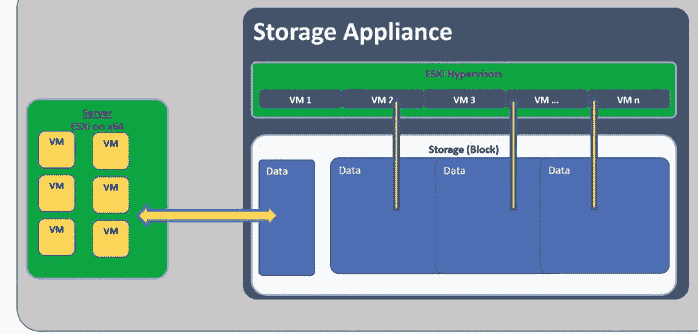 Storage Appliance
ESXi Hypervisors
VM 1 VM 2 VM 3 VM ... VM n
Storage (Block)
Data Data Data Data
Server
ESXi on x64
VM VM
VM VM
VM VM